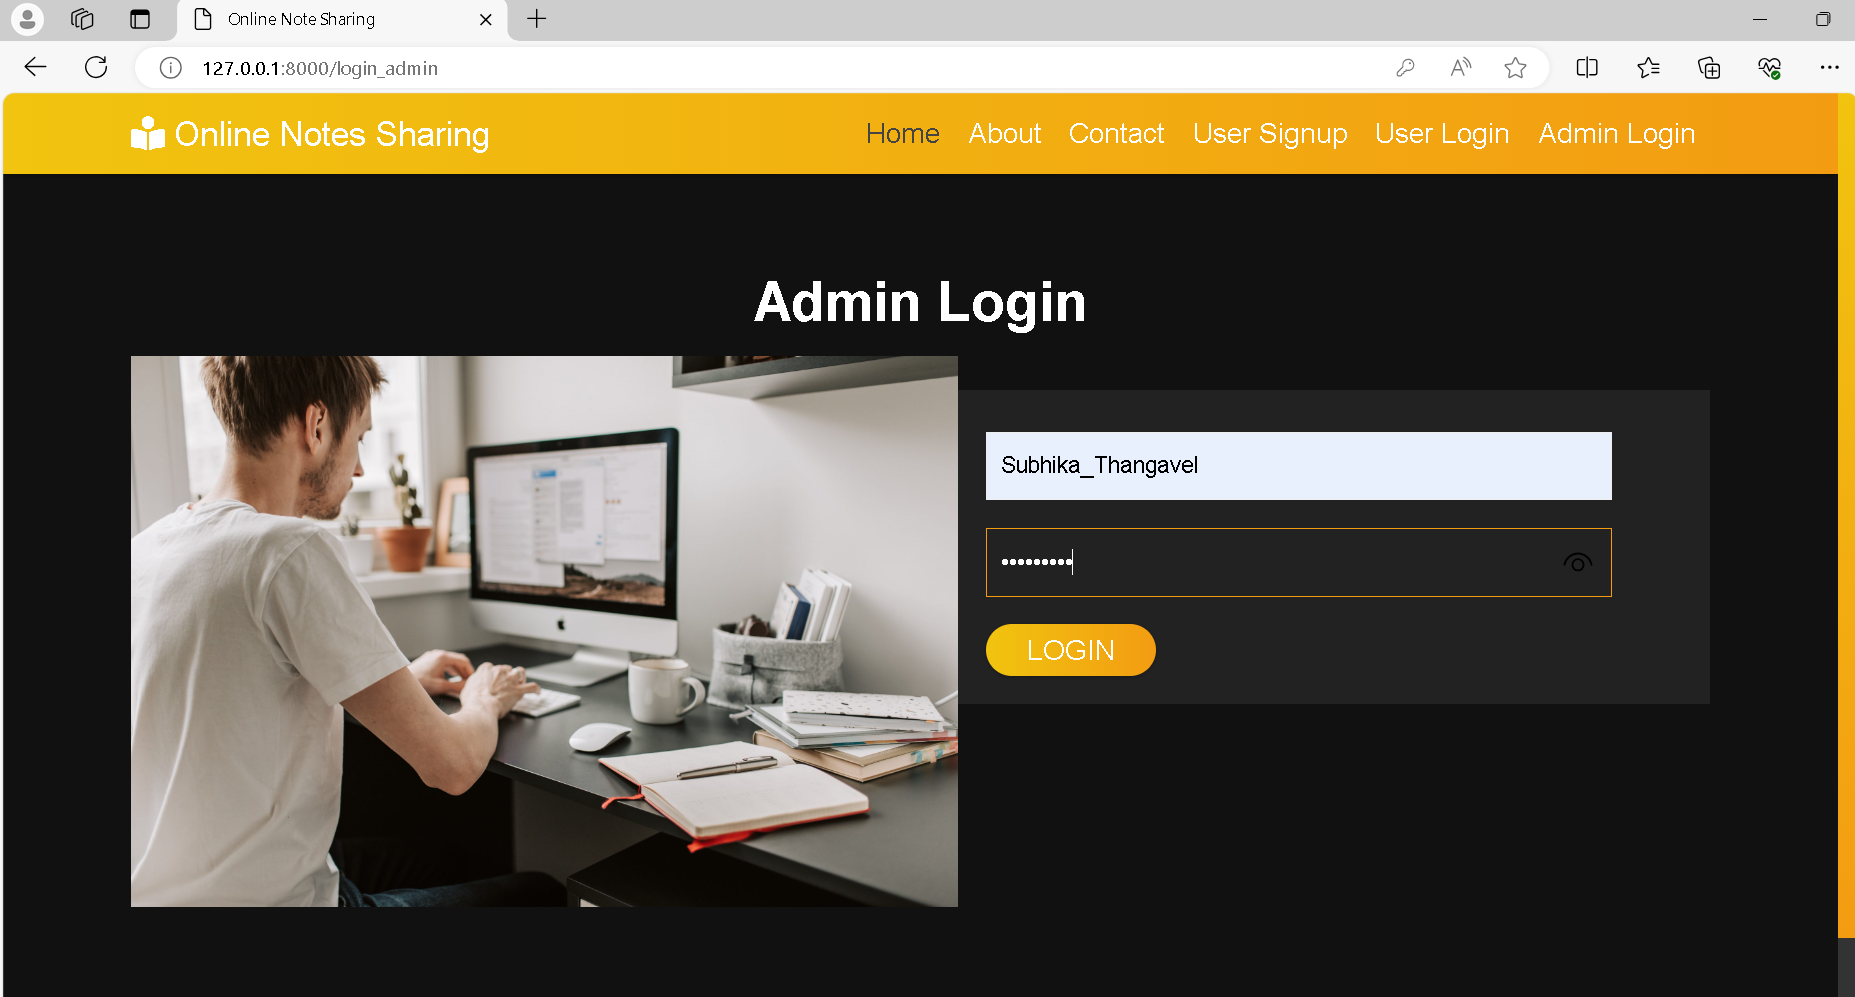 Online Note Sharing
127.0.0.1:8000/login_admin
Online Notes Sharing
Home About Contact User Signup User Login Admin Login
Admin Login
Subhika_Thangavel
•••••••••
LOGIN